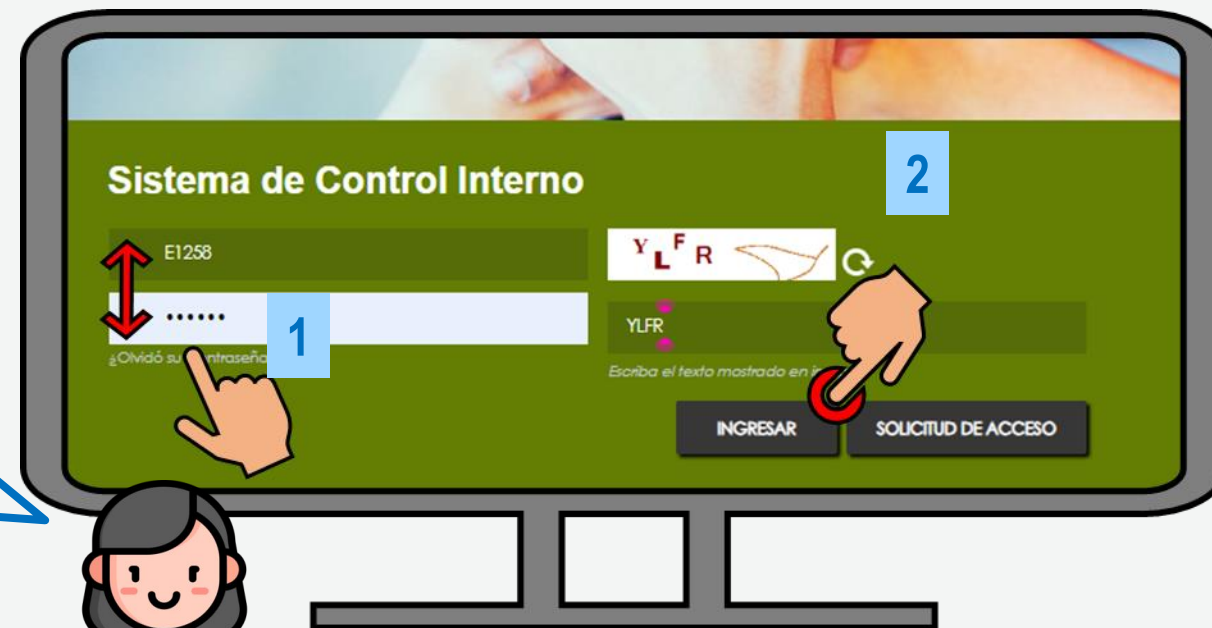 Sistema de Control Interno
2
E1258
Y L F R
••••••
1
YLFR
¿Olvidó su
Escriba el texto mostrado en
INGRESAR
SOLICITUD DE ACCESO